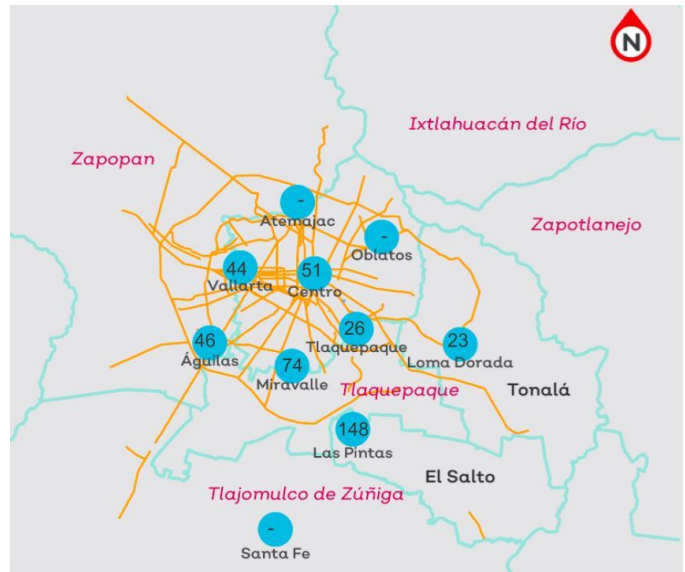 N
Ixtlahuacán del Río
Zapopan
-
Atemajac
Zapotlanejo
-
Oblatos
44
Vallarta
51
Centro
26
Tlaquepaque
23
Loma Dorada
46
Águilas
74
Miravalle
Tlaquepaque
Tonalá
148
Las Pintas
El Salto
Tlajomulco de Zúñiga
-
Santa Fe